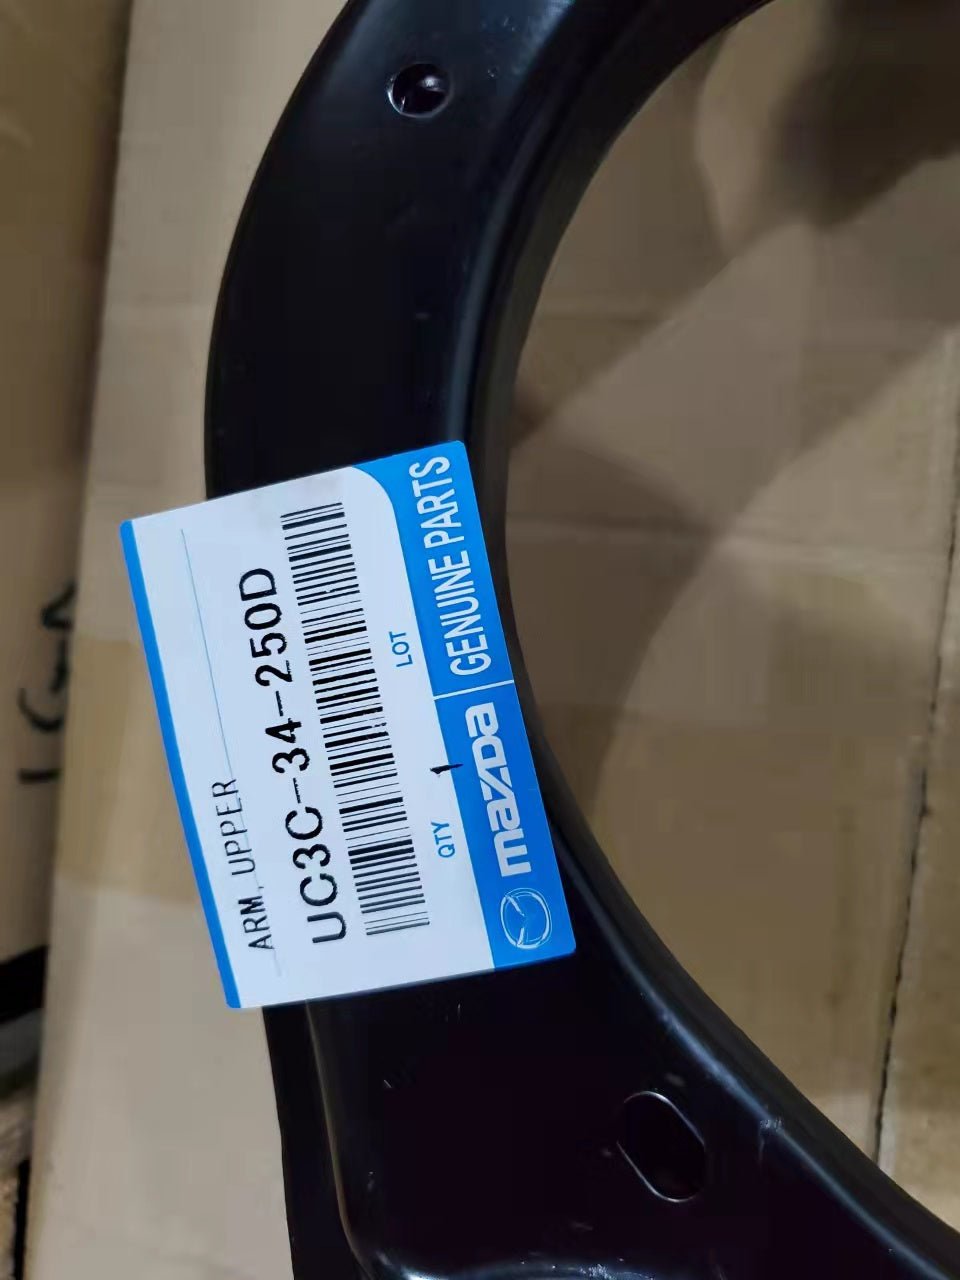 ARM, UPPER
UC3C-34-250D
QTY 1 LOT
mazda GENUINE PARTS